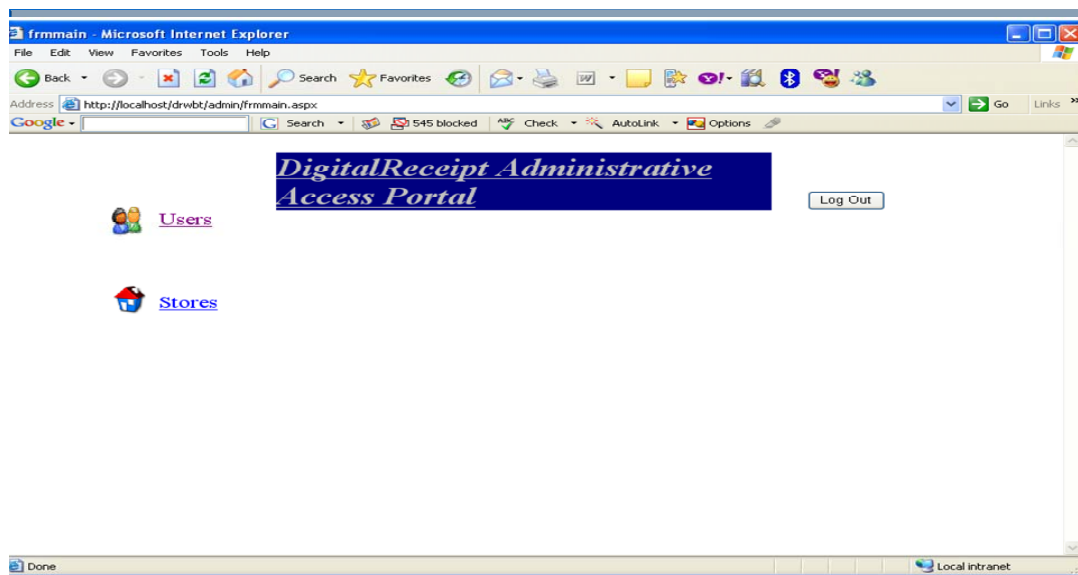 frmmain - Microsoft Internet Explorer
File Edit View Favorites Tools Help
Back Search Favorites
Address http://localhost/drwbt/admin/frmmain.aspx Go Links »
Google Search 545 blocked Check AutoLink Options
DigitalReceipt Administrative
Access Portal
Log Out
Users
Stores
Done Local intranet